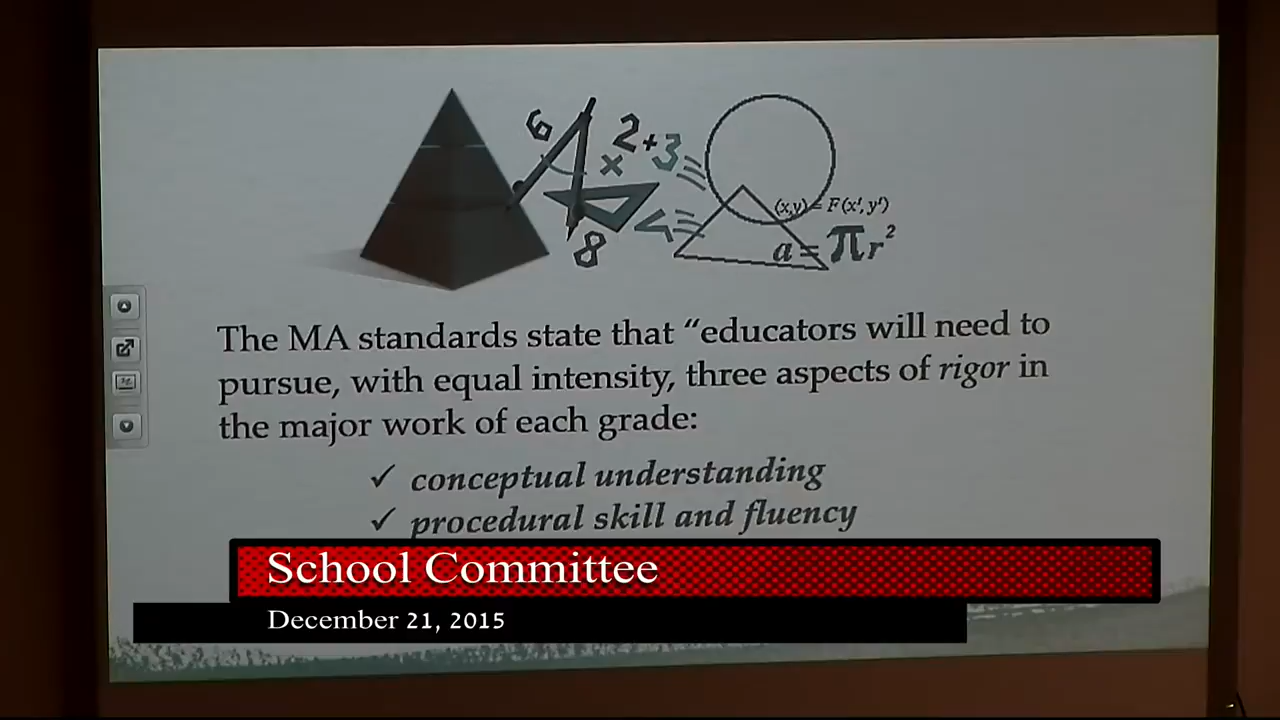 6
2+3
x
8
(x,y)= F(x',y')
a = πr²
The MA standards state that “educators will need to
pursue, with equal intensity, three aspects of rigor in
the major work of each grade:
✓ conceptual understanding
✓ procedural skill and fluency
School Committee
December 21, 2015